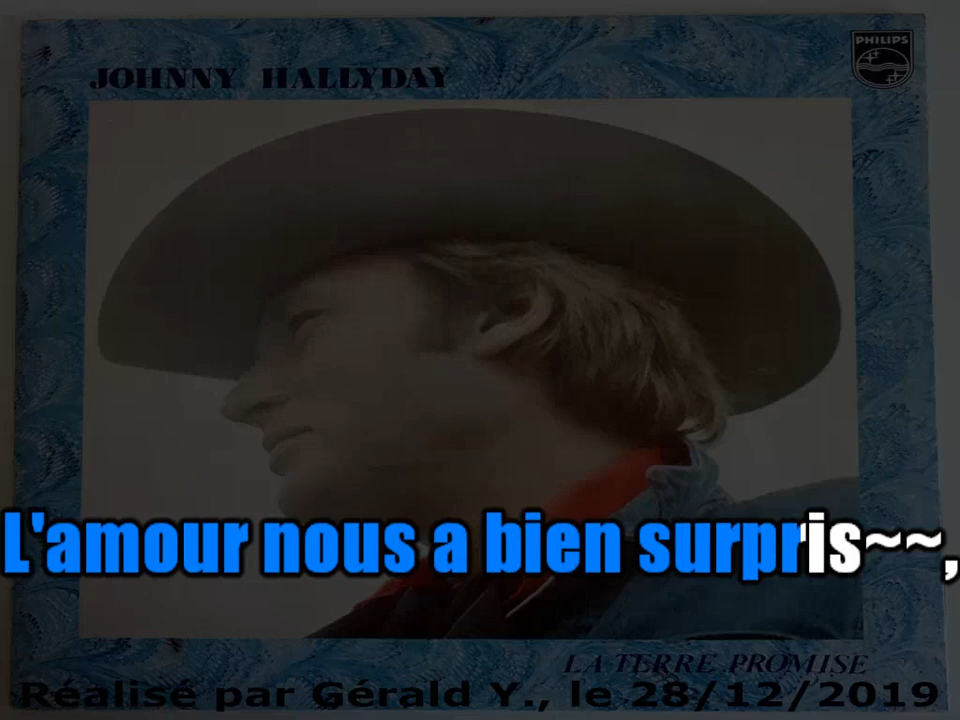 PHILIPS
JOHNNY HALLYDAY
L'amour nous a bien surpris~~,
LA TERRE PROMISE
Réalisé par Gérald Y., le 28/12/2019